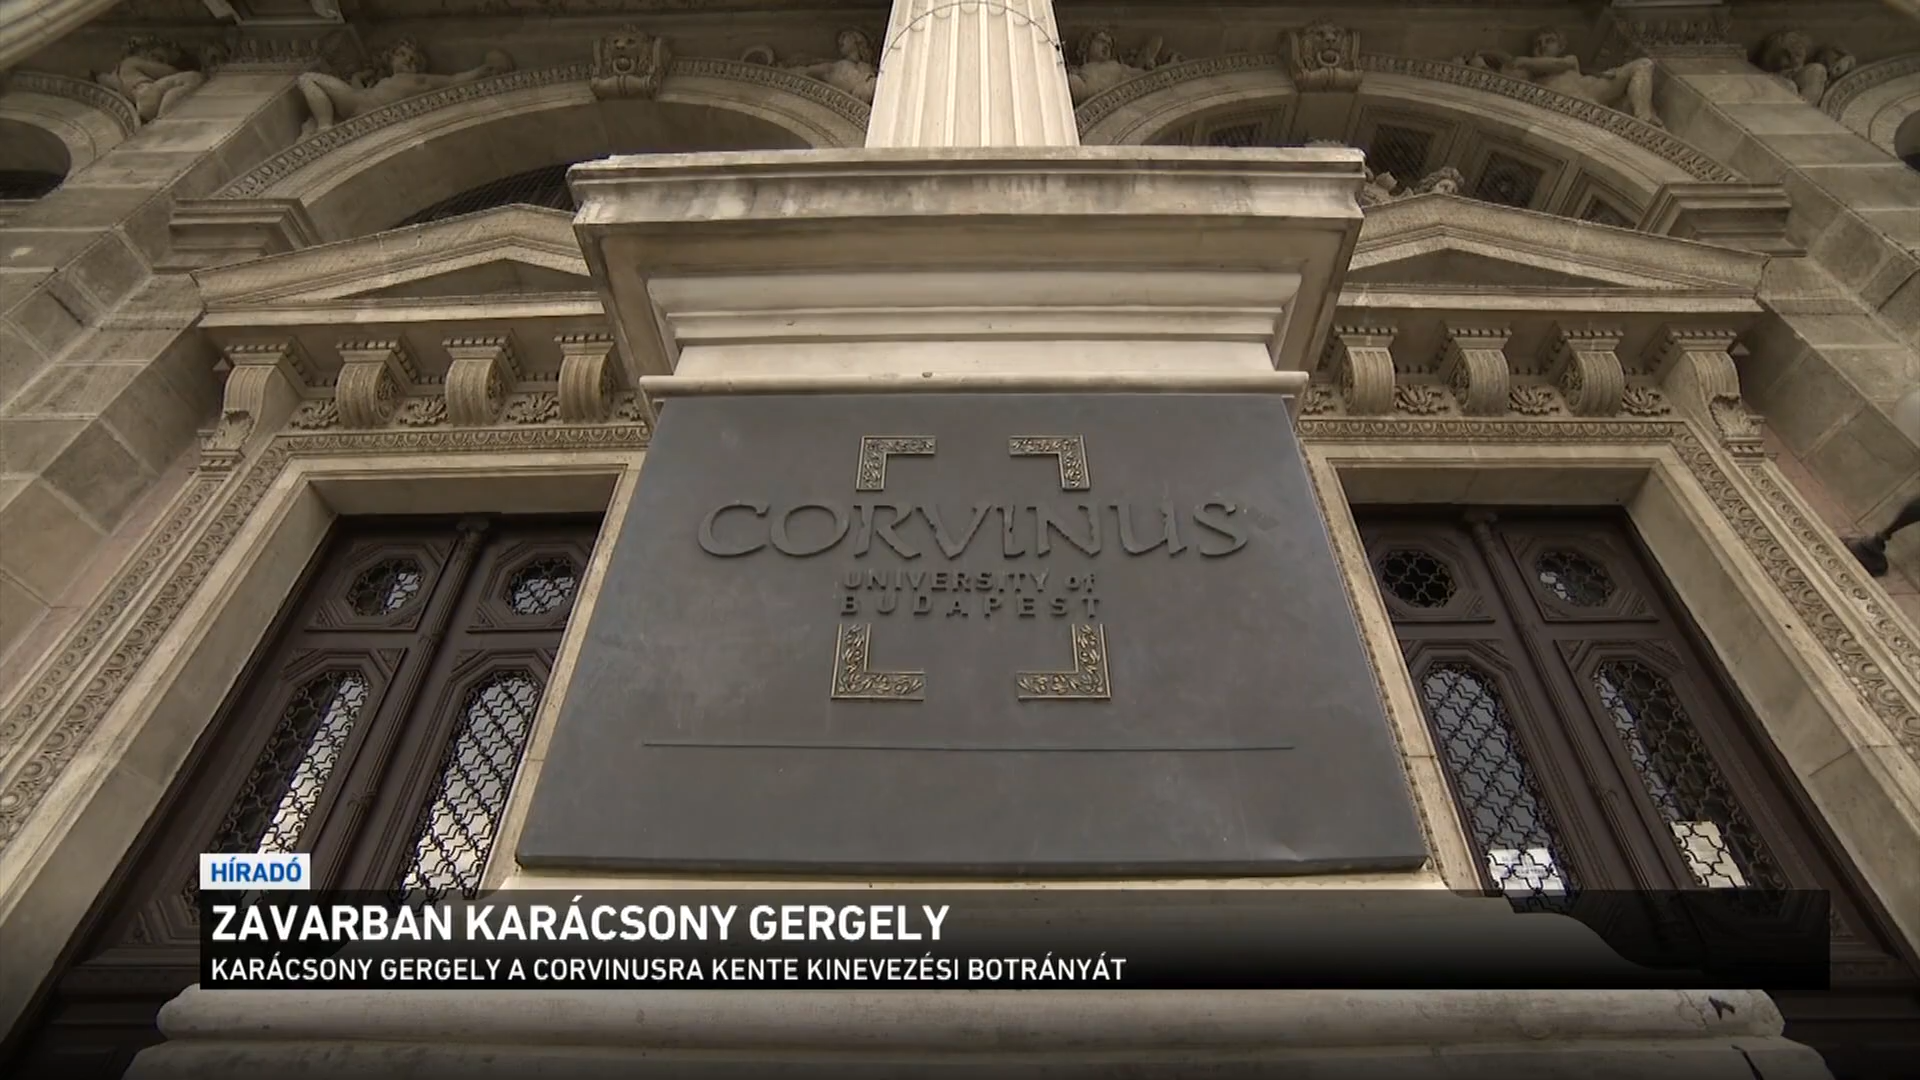 CORVINUS
UNIVERSITY of
BUDAPEST
HÍRADÓ
ZAVARBAN KARÁCSONY GERGELY
KARÁCSONY GERGELY A CORVINUSRA KENTE KINEVEZÉSI BOTRÁNYÁT